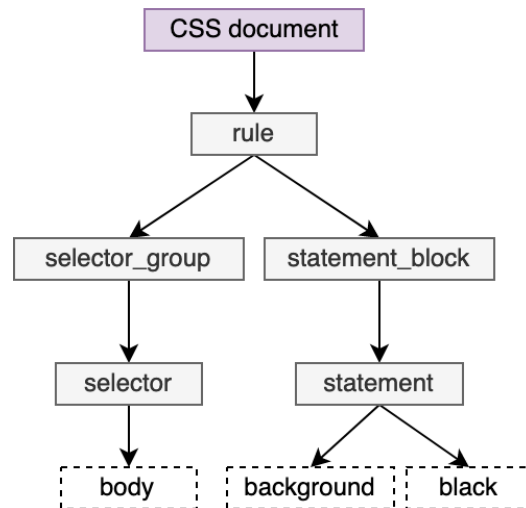 CSS document
rule
selector_group
statement_block
selector
statement
body
background
black